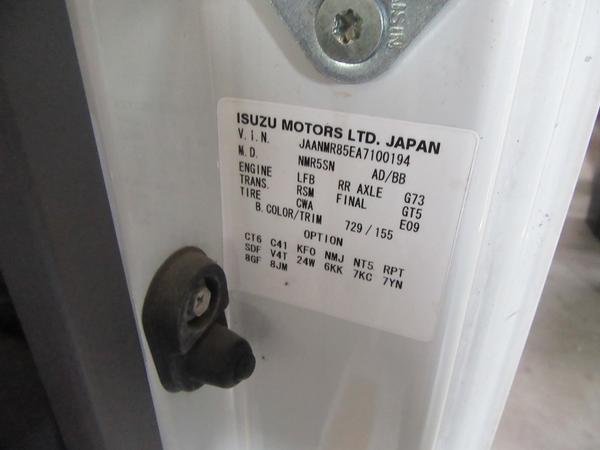 ISUZU MOTORS LTD. JAPAN
V.I.N. JAANMR85EA7100194
M.D. NMR5SN AD/BB
ENGINE LFB RR AXLE G73
TRANS. RSM FINAL GT5
TIRE CWA E09
B.COLOR/TRIM 729/155
OPTION
CT6 C41 KFO NMJ NT5 RPT
SDF V4T 24W 6KK 7KC 7YN
8GF 8JM